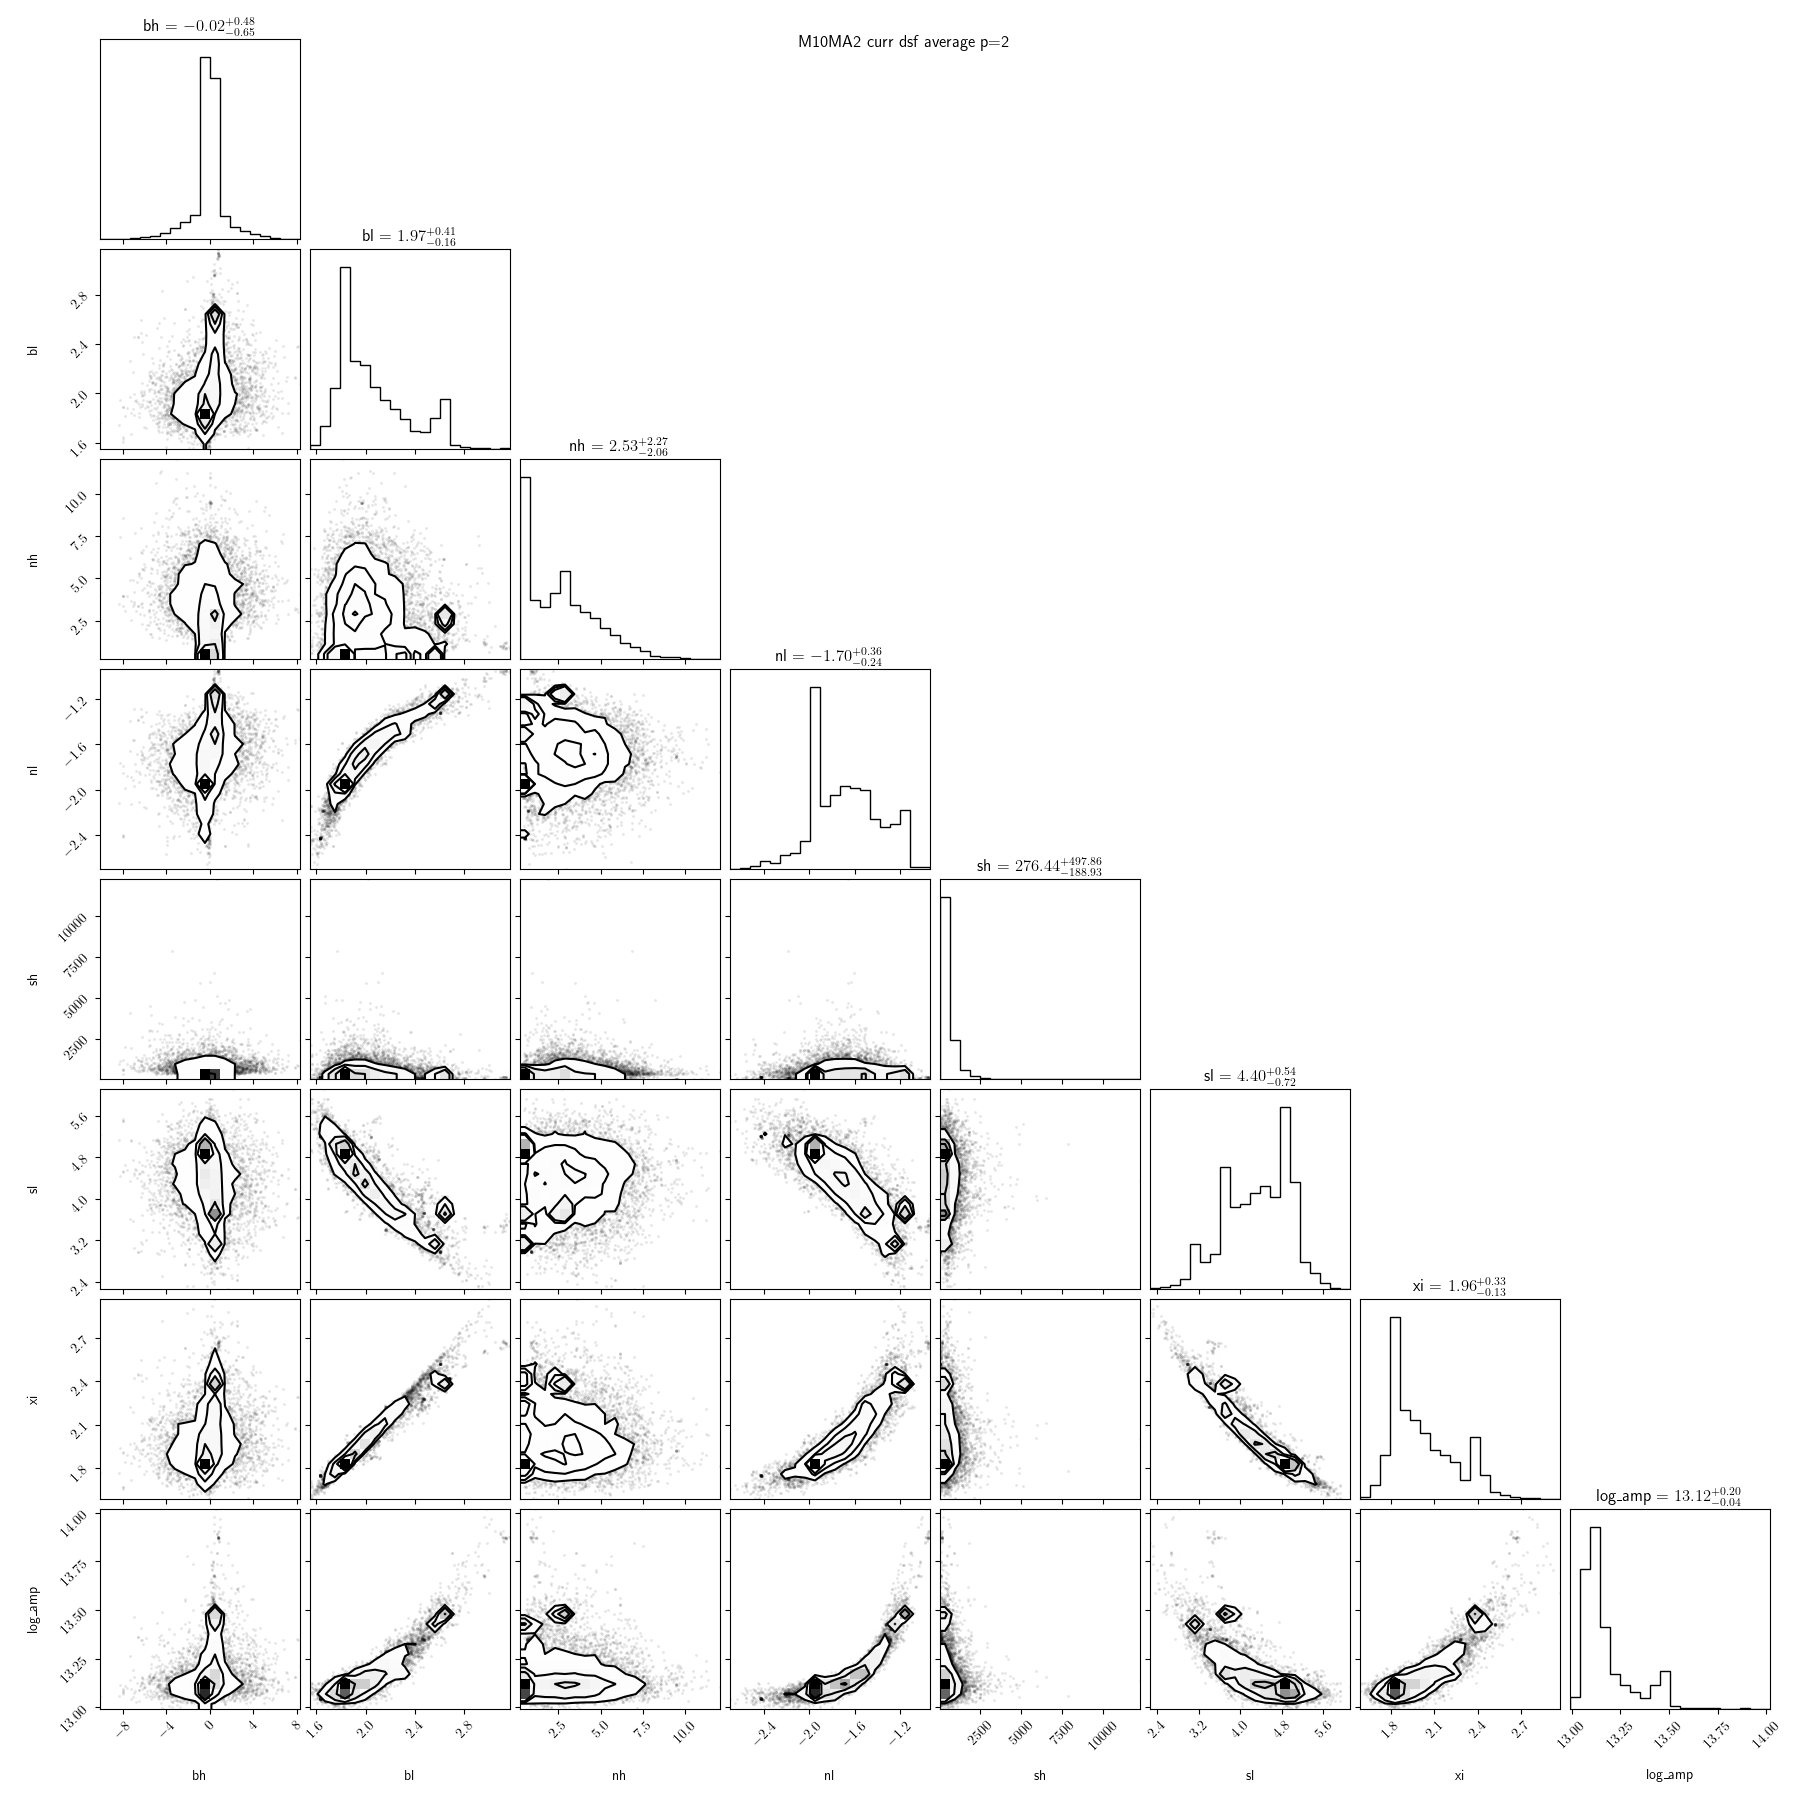 bh = −0.02+0.48−0.65
M10MA2 curr dsf average p=2
bl = 1.97+0.41−0.16
2.8
2.4
2.0
1.6
bl
nh = 2.53+2.27−2.06
10.0
7.5
5.0
2.5
nh
nl = −1.70+0.36−0.24
−1.2
−1.6
−2.0
−2.4
nl
sh = 276.44+497.86−188.93
10000
7500
5000
2500
sh
sl = 4.40+0.54−0.72
5.6
4.8
4.0
3.2
2.4
sl
xi = 1.96+0.33−0.13
2.7
2.4
2.1
1.8
xi
log_amp = 13.12+0.20−0.04
14.00
13.75
13.50
13.25
13.00
log_amp
−8 −4 0 4 8 1.6 2.0 2.4 2.8 2.5 5.0 7.5 10.0 −2.4 −2.0 −1.6 −1.2 2500 5000 7500 10000 2.4 3.2 4.0 4.8 5.6 1.8 2.1 2.4 2.7 13.00 13.25 13.50 13.75 14.00
bh bl nh nl sh sl xi log_amp